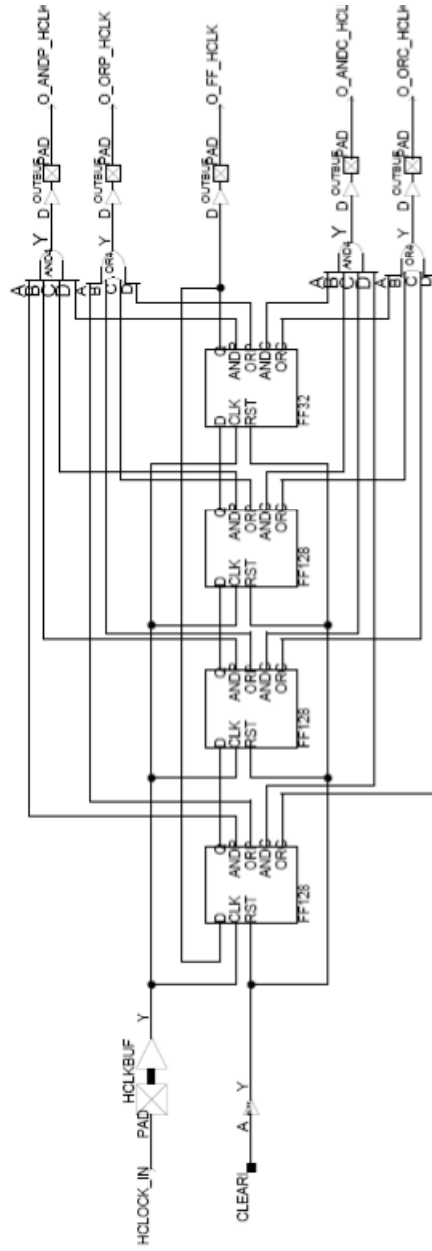 HCLOCK_IN
PAD
HCLKBUF
Y
CLEARI
A
Y
D
CLK
RST
Q
ANDP
ORP
ANDC
ORC
FF128
D
CLK
RST
Q
ANDP
ORP
ANDC
ORC
FF128
D
CLK
RST
Q
ANDP
ORP
ANDC
ORC
FF128
D
CLK
RST
Q
ANDP
ORP
ANDC
ORC
FF32
A
B
C
D
AND4
Y
D
OUTBUF
PAD
O_ANDP_HCLK
A
B
C
D
OR4
Y
D
OUTBUF
PAD
O_ORP_HCLK
D
OUTBUF
PAD
O_FF_HCLK
A
B
C
D
AND4
Y
D
OUTBUF
PAD
O_ANDC_HCL
A
B
C
D
OR4
Y
D
OUTBUF
PAD
O_ORC_HCLK